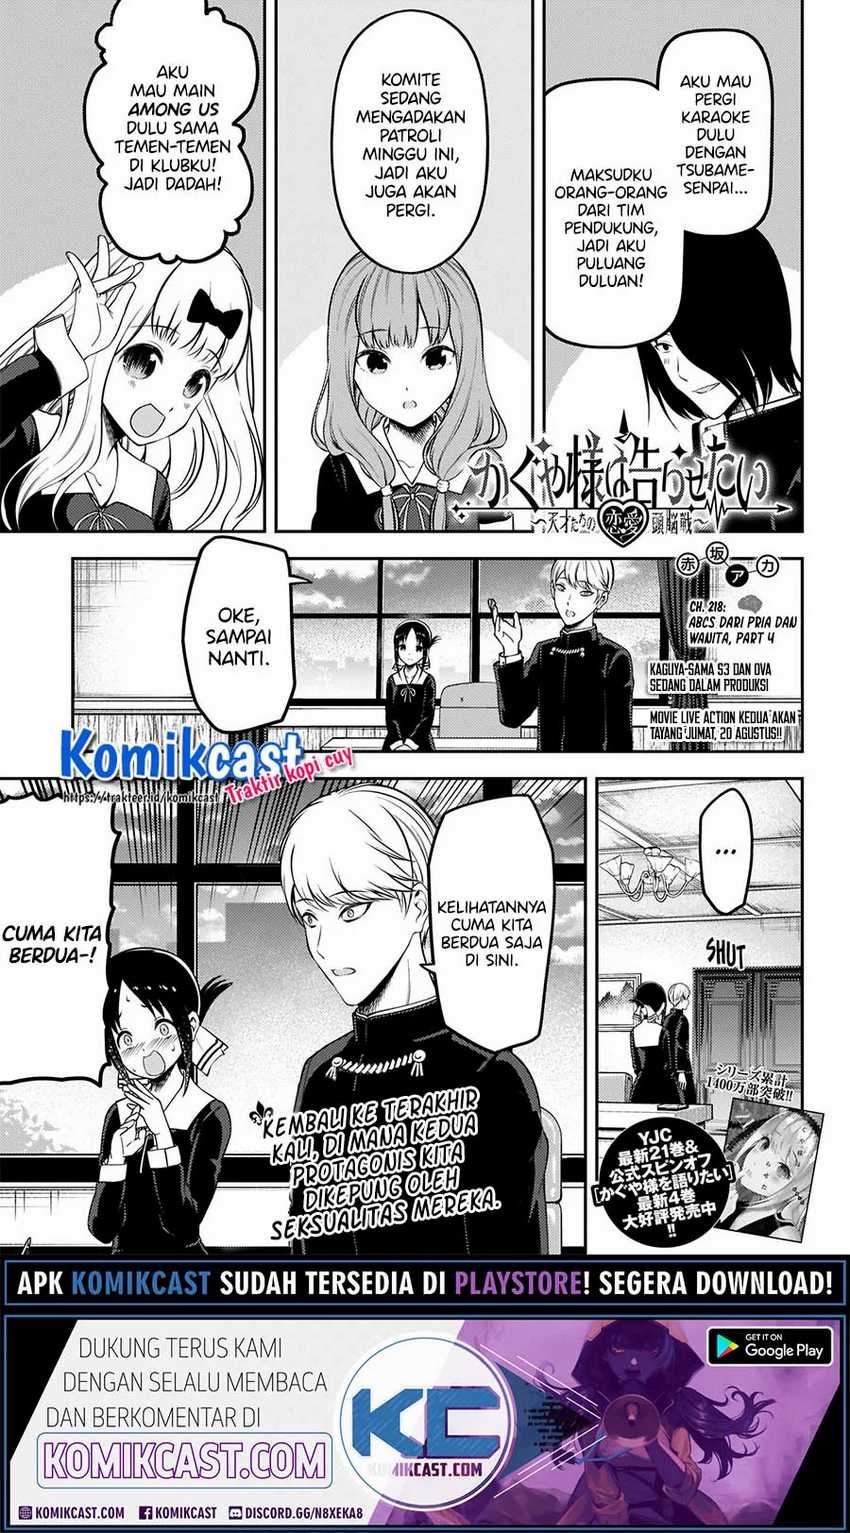 AKU MAU
PERGI
KARAOKE
DULU
DENGAN
TSUBAME-
SENPAI...
MAKSUDKU
ORANG-ORANG
DARI TIM
PENDUKUNG,
JADI AKU
PULUANG
DULUAN!
KOMITE
SEDANG
MENGADAKAN
PATROLI
MINGGU INI,
JADI AKU
JUGA AKAN
PERGI.
AKU
MAU MAIN
AMONG US
DULU SAMA
TEMEN-TEMEN
DI KLUBKU!
JADI DADAH!
かぐや様は告らせたい
～天才たちの恋愛頭脳戦～
赤坂アカ
CH. 218:
ABCS DARI PRIA DAN
WANITA, PART 4
KAGUYA-SAMA S3 DAN OVA
SEDANG DALAM PRODUKSI
MOVIE LIVE ACTION KEDUA AKAN
TAYANG JUMAT, 20 AGUSTUS!!
OKE,
SAMPAI
NANTI.
Komikcast
Traktir kopi cuy
https://trakteer.id/komikcast
...
SHUT
KELIHATANNYA
CUMA KITA
BERDUA SAJA
DI SINI.
CUMA KITA
BERDUA-!
KEMBALI KE TERAKHIR
KALI, DI MANA KEDUA
PROTAGONIS KITA
DIKEPUNG OLEH
SEKSUALITAS MEREKA.
シリーズ累計
1400万部突破!!
YJC
最新21巻&
公式スピンオフ
[かぐや様を語りたい]
最新4巻
大好評発売中
!!
APK KOMIKCAST SUDAH TERSEDIA DI PLAYSTORE! SEGERA DOWNLOAD!
DUKUNG TERUS KAMI
DENGAN SELALU MEMBACA
DAN BERKOMENTAR DI
KOMIKCAST.COM
KOMIKCAST.COM KOMIKCAST DISCORD.GG/N8XEKA8
KC
KOMIKCAST.COM
GET IT ON
Google Play